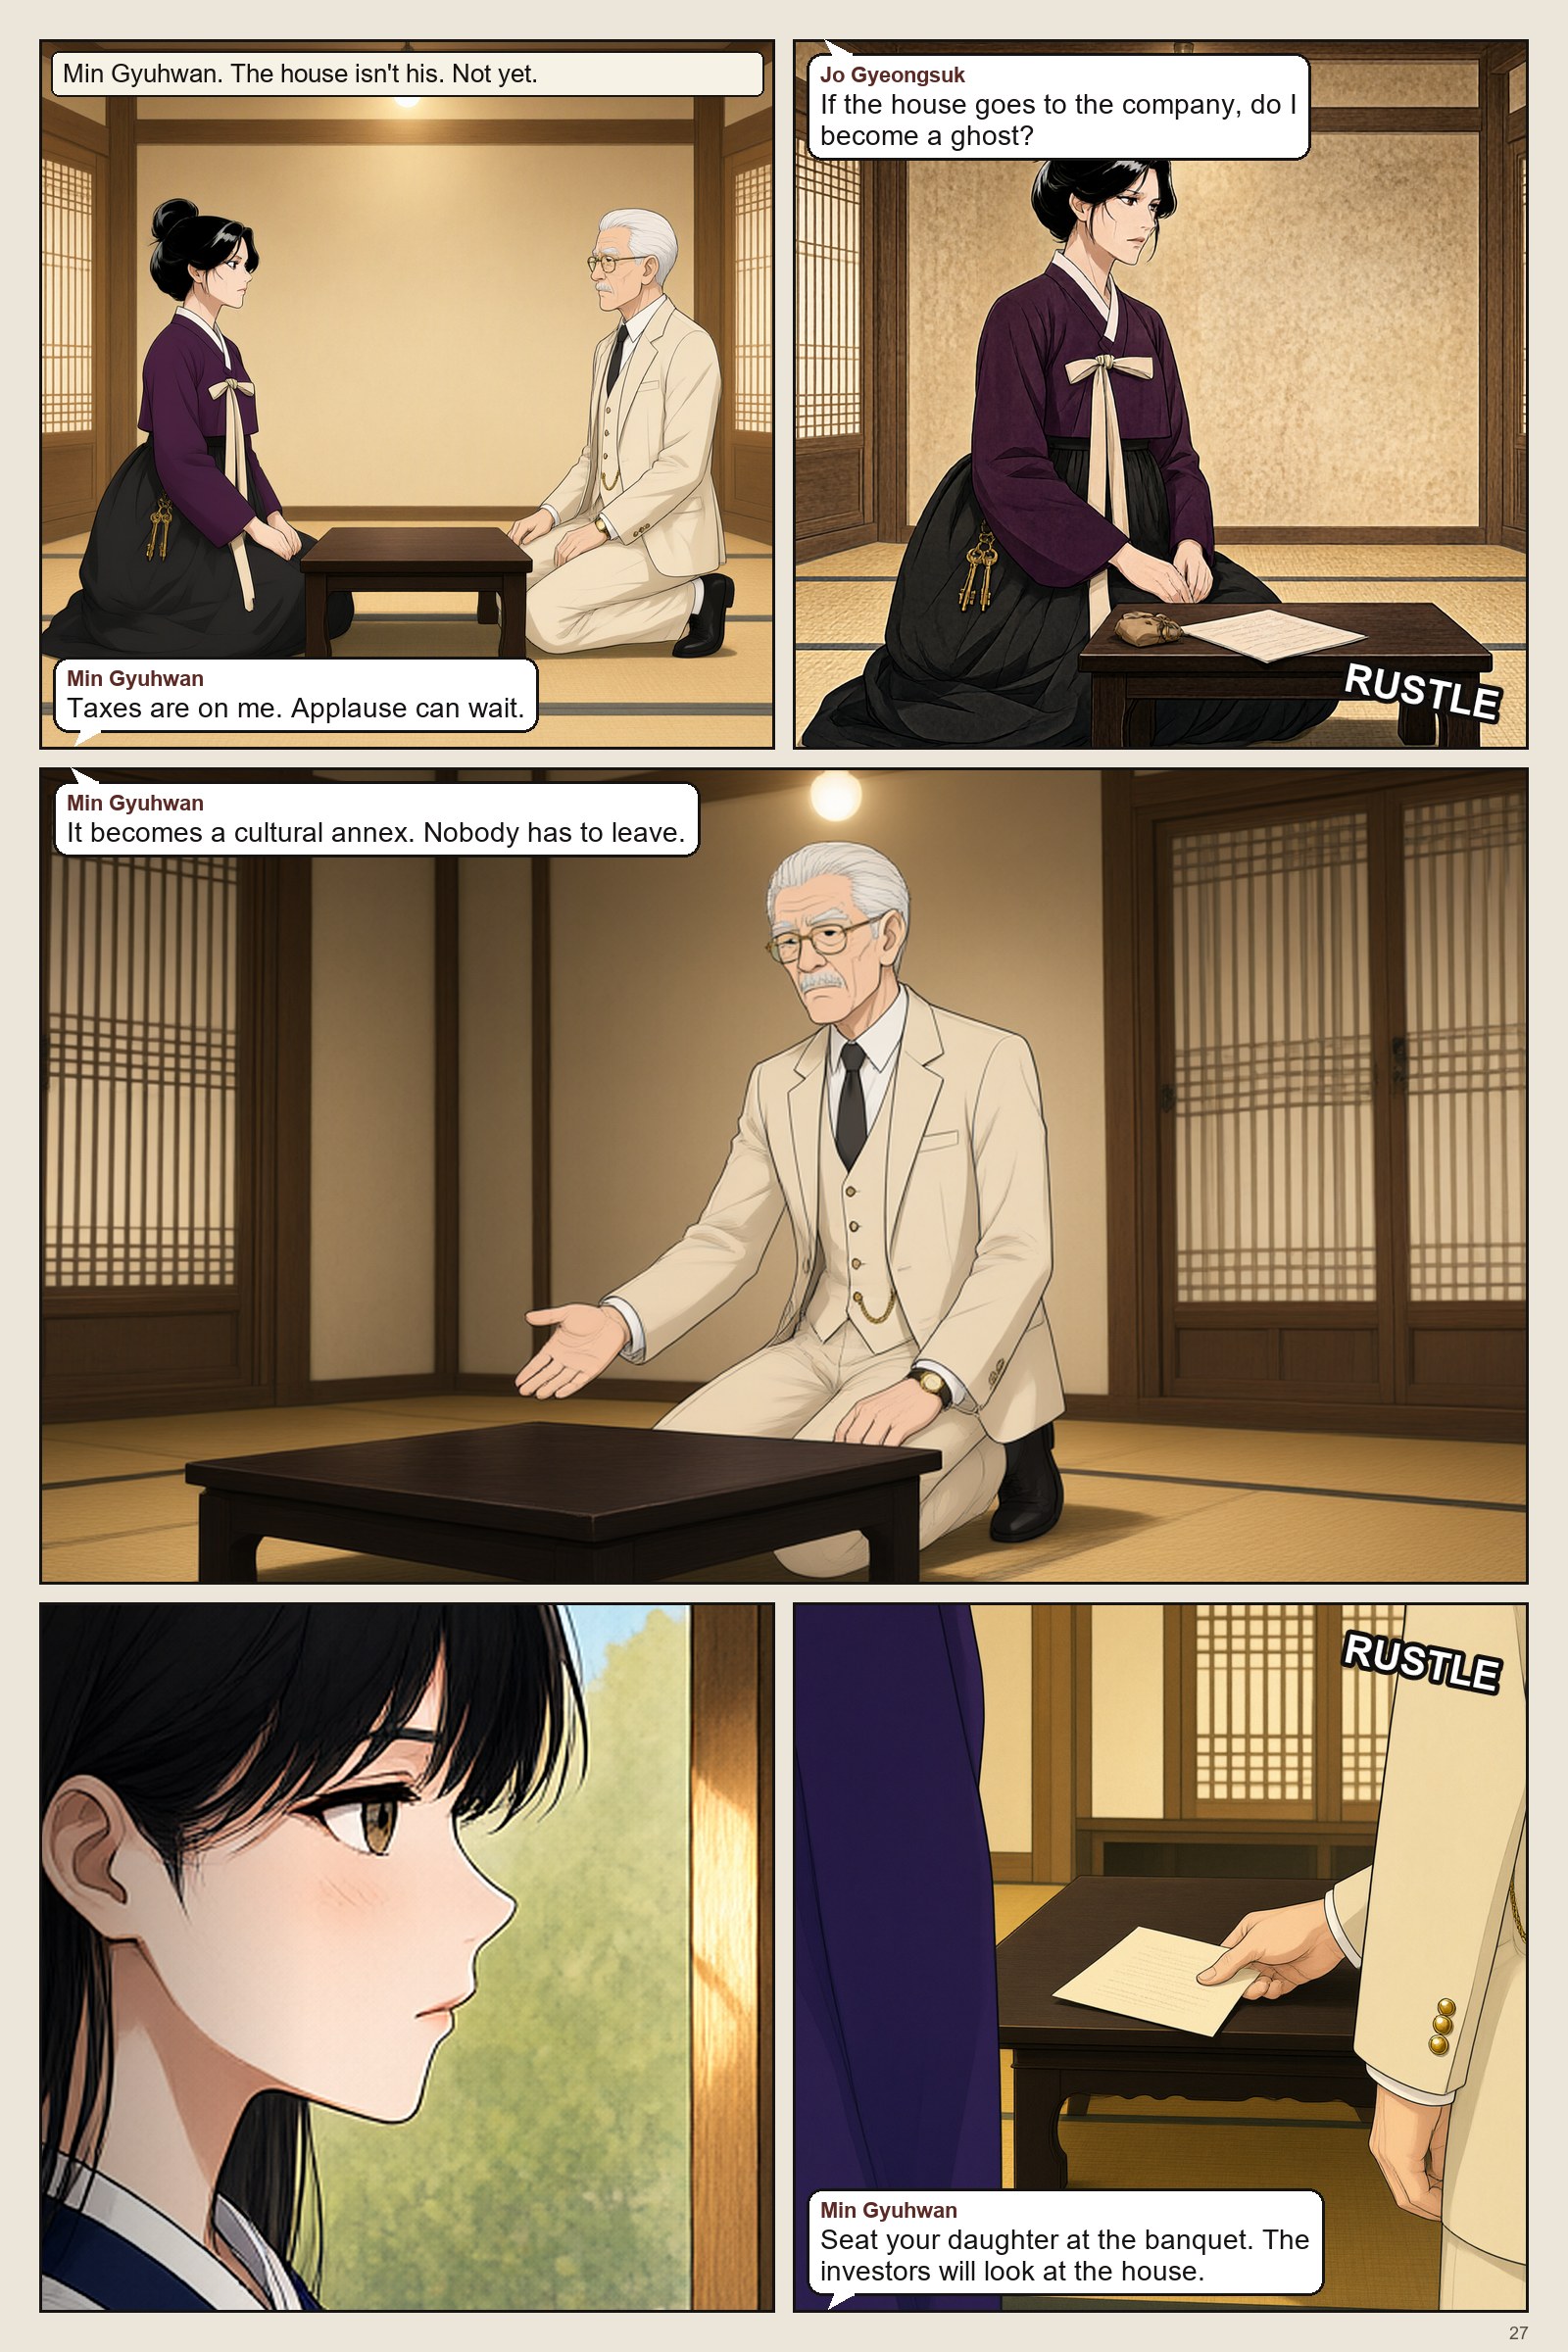 Min Gyuhwan. The house isn't his. Not yet.
Min Gyuhwan
Taxes are on me. Applause can wait.
Jo Gyeongsuk
If the house goes to the company, do I
become a ghost?
RUSTLE
Min Gyuhwan
It becomes a cultural annex. Nobody has to leave.
RUSTLE
Min Gyuhwan
Seat your daughter at the banquet. The
investors will look at the house.
27